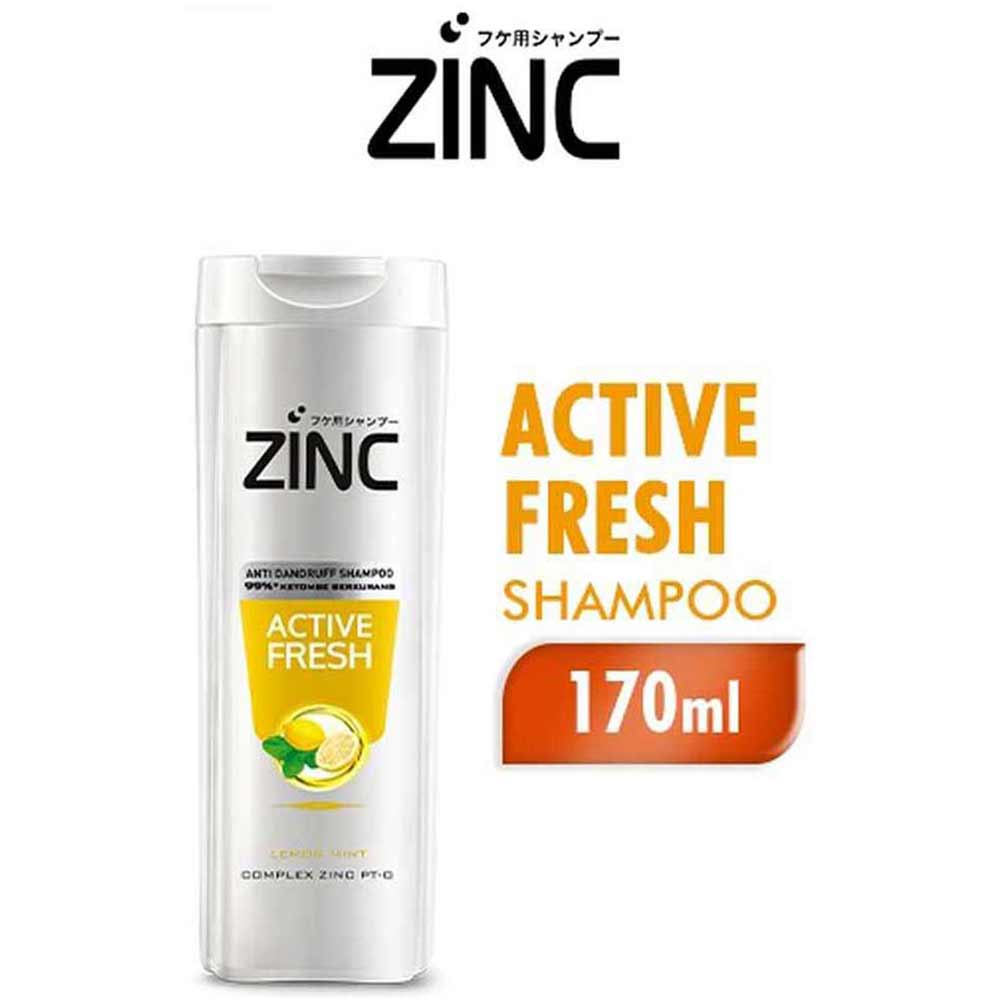 フケ用シャンプー
ZINC
フケ用シャンプー
ZINC
ANTI DANDRUFF SHAMPOO
99%* KETOMBE BERKURANG
ACTIVE
FRESH
LEMON MINT
COMPLEX ZINC PT-O
ACTIVE
FRESH
SHAMPOO
170ml